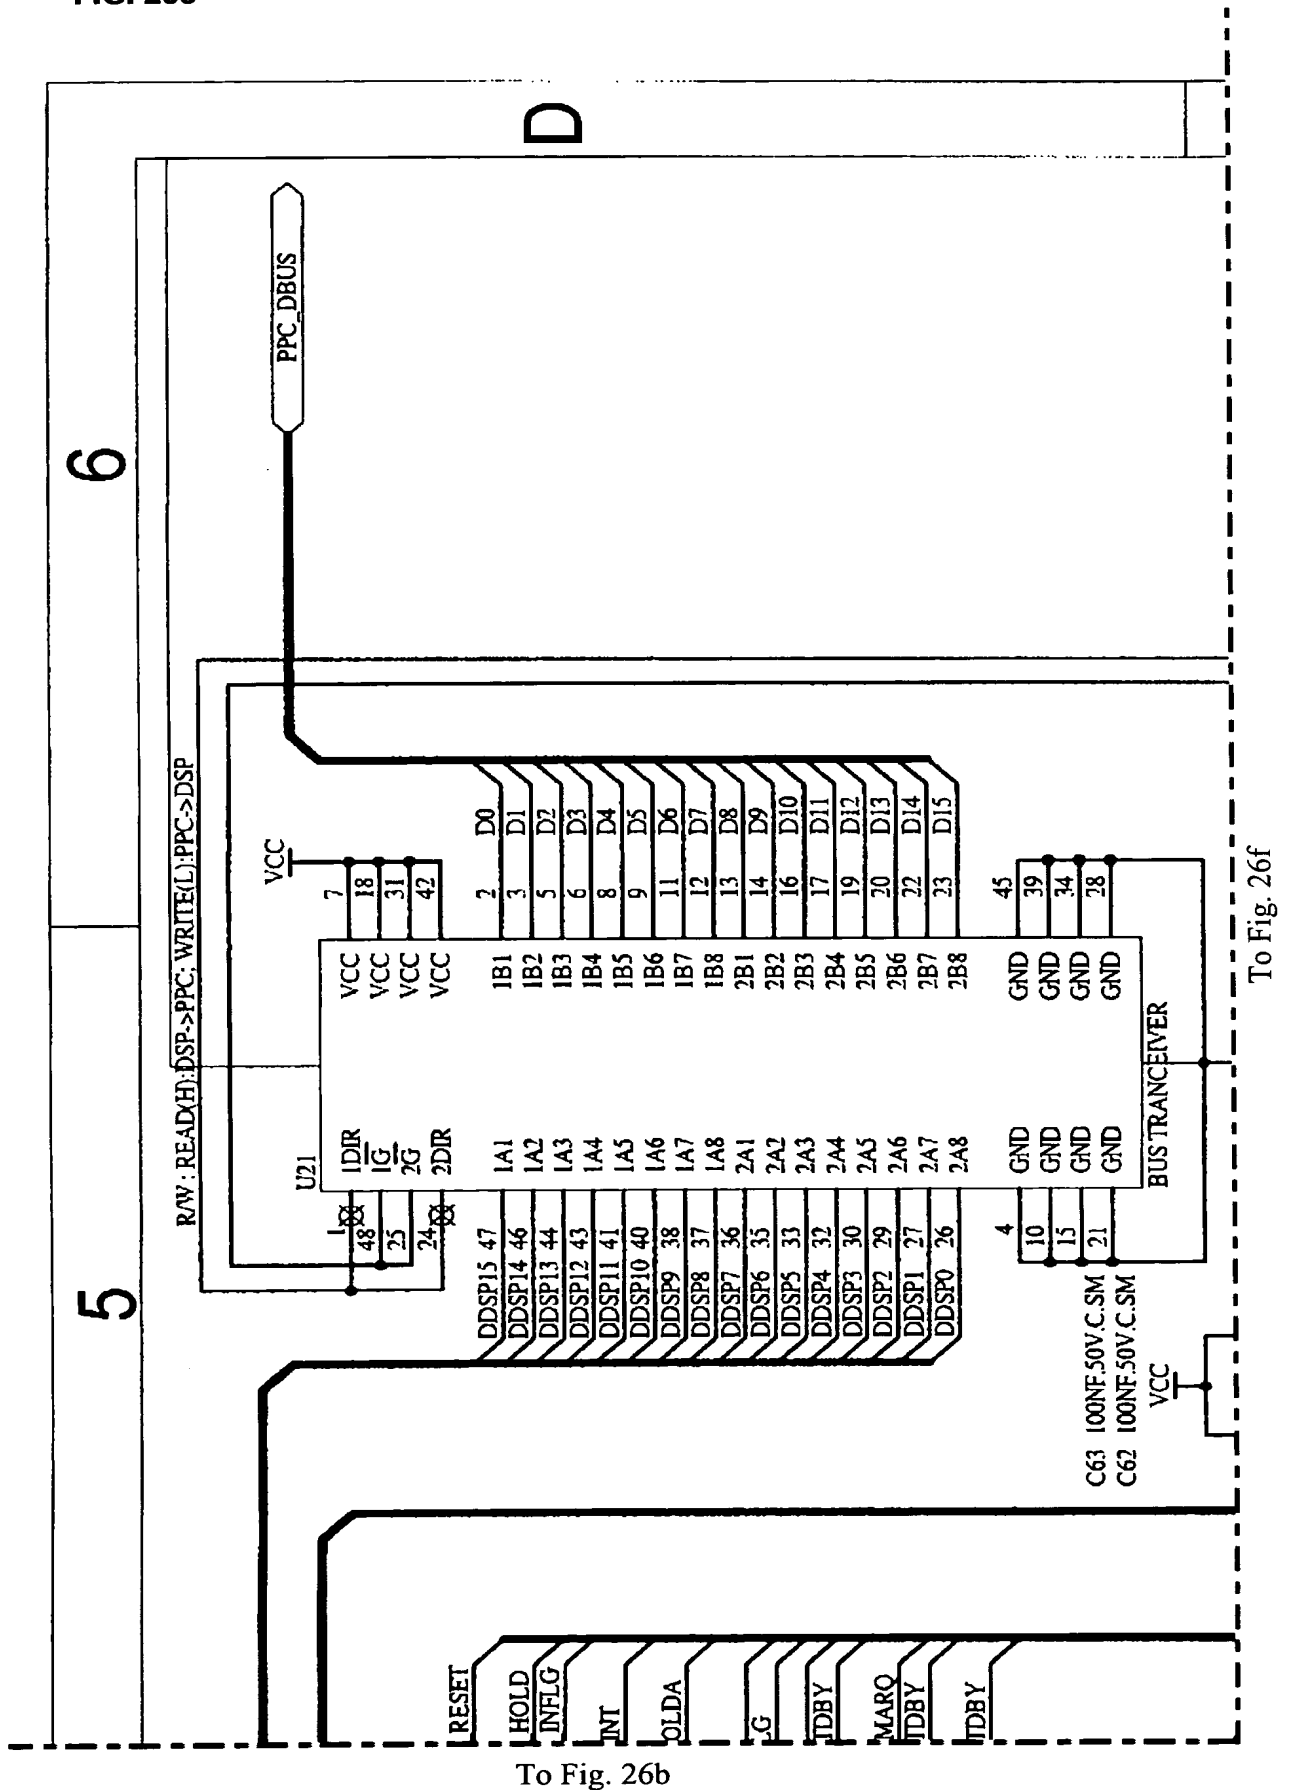 D
6
5
PPC_DBUS
R/W : READ(H):DSP->PPC; WRITE(L):PPC->DSP
VCC
7
18
31
42
VCC
VCC
VCC
VCC
U21
1DIR
1G
2G
2DIR
1
48
25
24
DDSP15 47 1A1 1B1 2 D0
DDSP14 46 1A2 1B2 3 D1
DDSP13 44 1A3 1B3 5 D2
DDSP12 43 1A4 1B4 6 D3
DDSP11 41 1A5 1B5 8 D4
DDSP10 40 1A6 1B6 9 D5
DDSP9 38 1A7 1B7 11 D6
DDSP8 37 1A8 1B8 12 D7
DDSP7 36 2A1 2B1 13 D8
DDSP6 35 2A2 2B2 14 D9
DDSP5 33 2A3 2B3 16 D10
DDSP4 32 2A4 2B4 17 D11
DDSP3 30 2A5 2B5 19 D12
DDSP2 29 2A6 2B6 20 D13
DDSP1 27 2A7 2B7 22 D14
DDSP0 26 2A8 2B8 23 D15
4 GND GND 45
10 GND GND 39
15 GND GND 34
21 GND GND 28
BUS TRANCEIVER
C63 100NF.50V.C.SM
C62 100NF.50V.C.SM
VCC
RESET
HOLD
INFLG
INT
OLDA
G
TDBY
MARQ
TDBY
TDBY
To Fig. 26f
To Fig. 26b